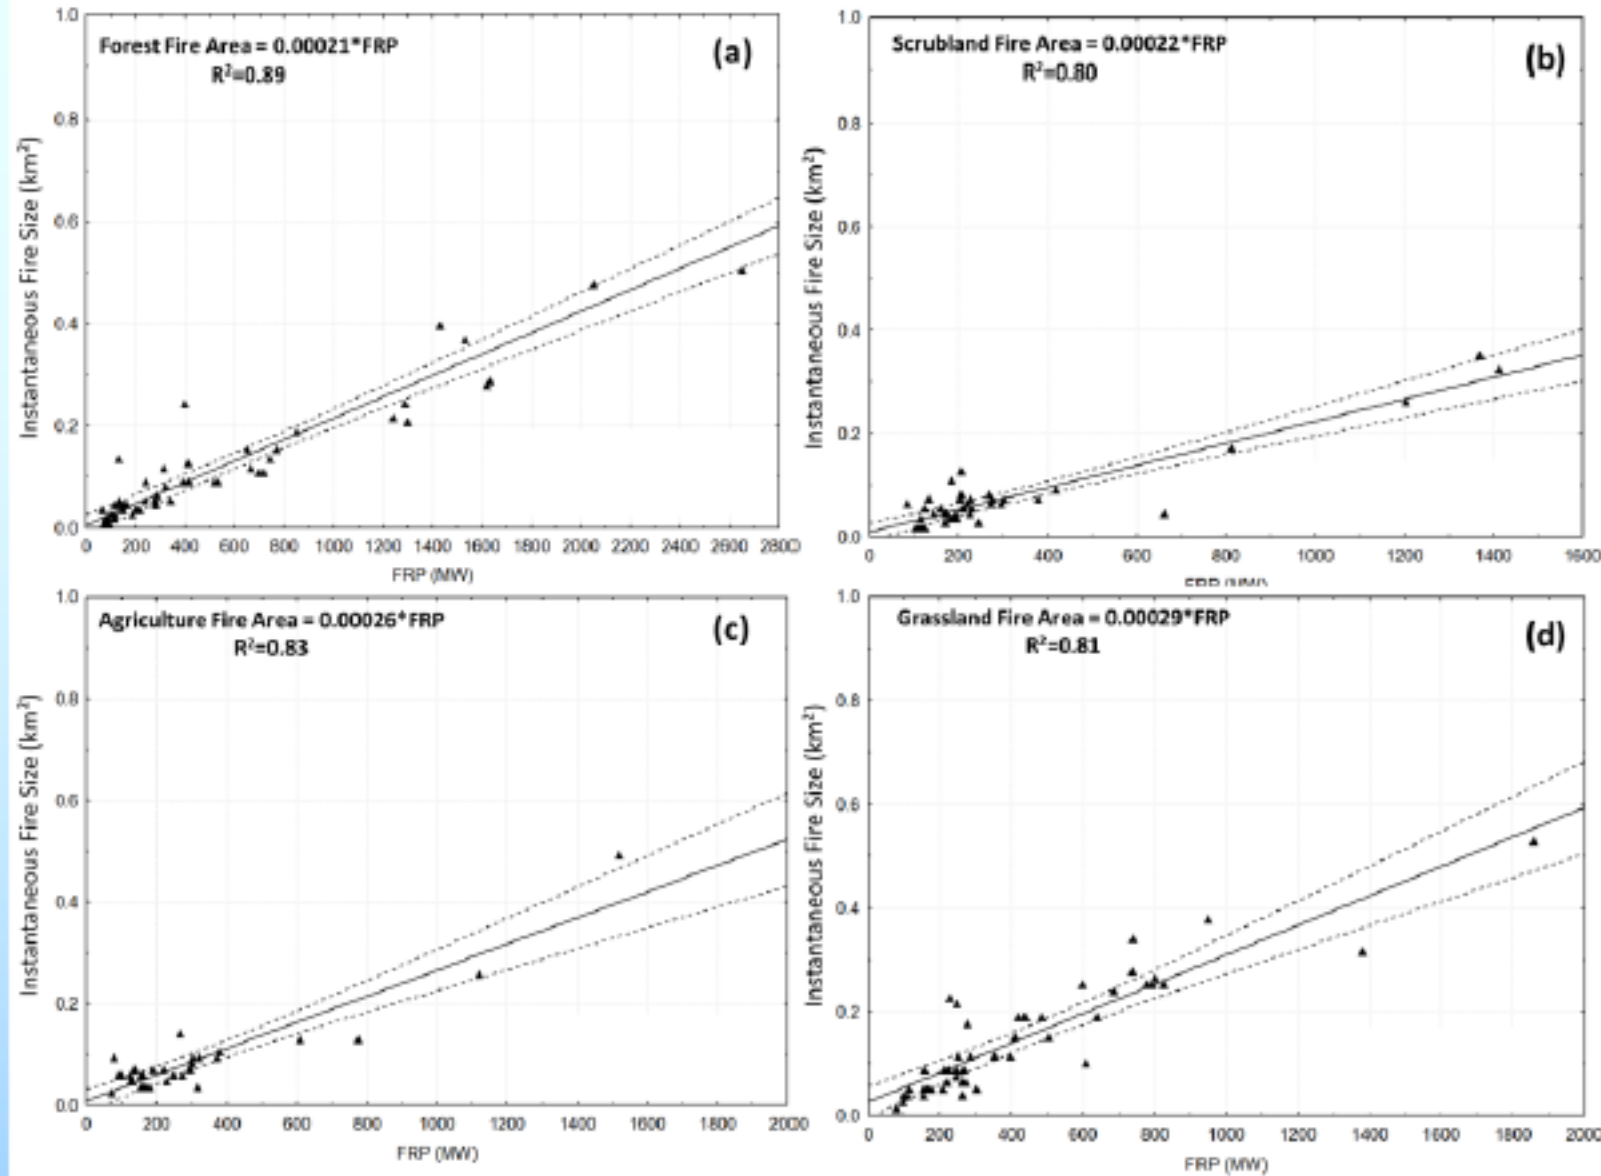 Forest Fire Area = 0.00021*FRP
R²=0.89
(a)
Instantaneous Fire Size (km²)
1.0
0.8
0.6
0.4
0.2
0.0
0 200 400 600 800 1000 1200 1400 1600 1800 2000 2200 2400 2600 2800
FRP (MW)
Scrubland Fire Area = 0.00022*FRP
R²=0.80
(b)
Instantaneous Fire Size (km²)
1.0
0.8
0.6
0.4
0.2
0.0
0 200 400 600 800 1000 1200 1400 1600
FRP (MW)
Agriculture Fire Area = 0.00026*FRP
R²=0.83
(c)
Instantaneous Fire Size (km²)
1.0
0.8
0.6
0.4
0.2
0.0
0 200 400 600 800 1000 1200 1400 1600 1800 2000
FRP (MW)
Grassland Fire Area = 0.00029*FRP
R²=0.81
(d)
Instantaneous Fire Size (km²)
1.0
0.8
0.6
0.4
0.2
0.0
0 200 400 600 800 1000 1200 1400 1600 1800 2000
FRP (MW)